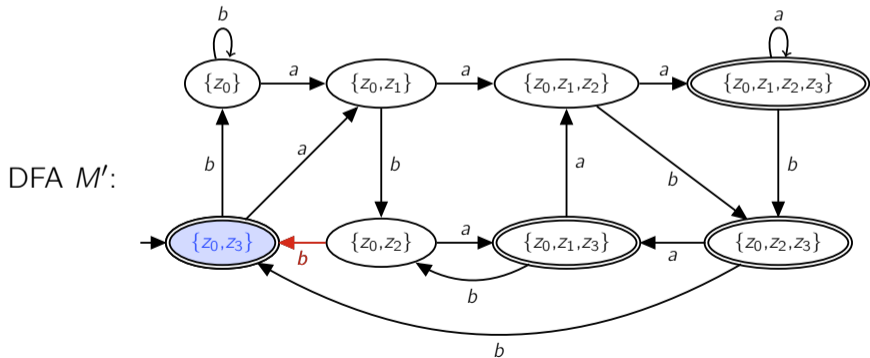 b
a
{z₀} a {z₀,z₁} a {z₀,z₁,z₂} a {z₀,z₁,z₂,z₃}
b a b a b b
DFA M′:
{z₀,z₃} b {z₀,z₂} a {z₀,z₁,z₃} a {z₀,z₂,z₃}
b
b